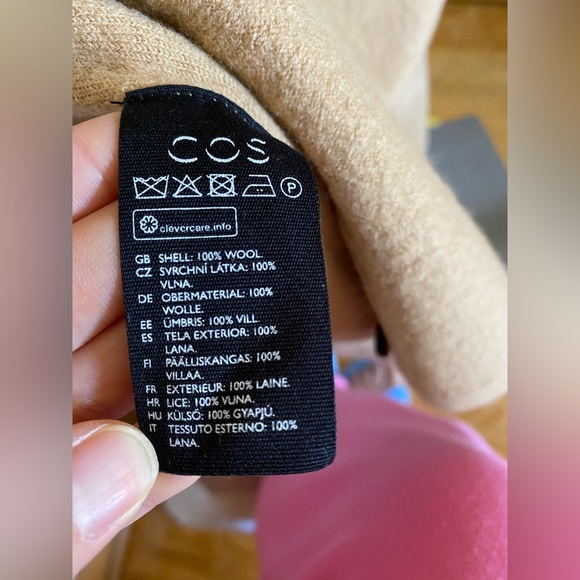 COS
P
clevercare.info
GB SHELL: 100% WOOL.
CZ SVRCHNÍ LÁTKA: 100%
VLNA.
DE OBERMATERIAL: 100%
WOLLE.
EE ÜMBRIS: 100% VILL
ES TELA EXTERIOR: 100%
LANA.
FI PÄÄLLISKANGAS: 100%
VILLAA.
FR EXTERIEUR: 100% LAINE.
HR LICE: 100% VUNA.
HU KÜLSŐ: 100% GYAPJÚ.
IT TESSUTO ESTERNO: 100%
LANA.